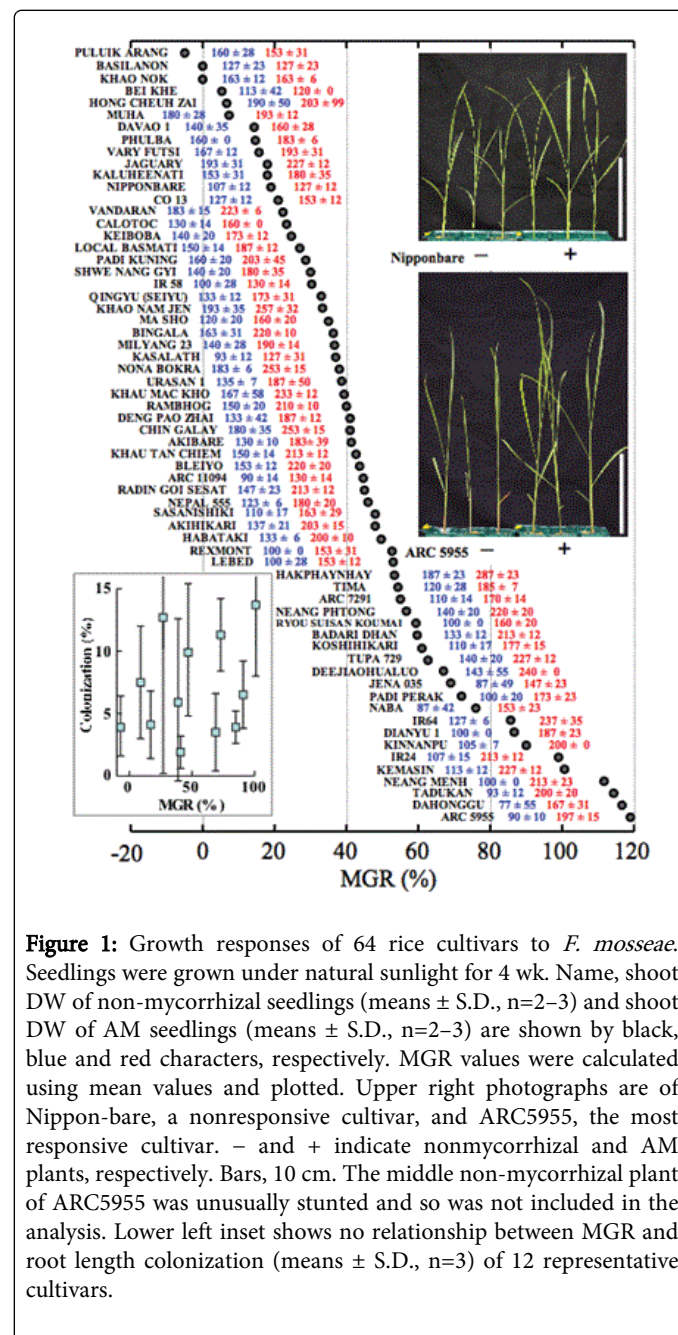 PULUIK ARANG 160 ± 28 153 ± 31
BASILANON 127 ± 23 127 ± 23
KHAO NOK 163 ± 12 163 ± 6
BEI KHE 113 ± 42 120 ± 0
HONG CHEUH ZAI 190 ± 50 203 ± 99
MUHA 180 ± 28 193 ± 12
DAVAO 1 140 ± 35 160 ± 28
PHULBA 160 ± 0 183 ± 6
VARY FUTSI 167 ± 12 193 ± 31
JAGUARY 193 ± 31 227 ± 12
KALUHEENATI 153 ± 31 180 ± 35
NIPPONBARE 107 ± 12 127 ± 12
CO 13 127 ± 12 153 ± 12
VANDARAN 183 ± 15 223 ± 6
CALOTOC 130 ± 14 160 ± 0
KEIBOBA 140 ± 20 173 ± 12
LOCAL BASMATI 150 ± 14 187 ± 12
PADI KUNING 160 ± 20 203 ± 45
SHWE NANG GYI 140 ± 20 180 ± 35
IR 58 100 ± 28 130 ± 14
QINGYU (SEIYU) 133 ± 12 173 ± 31
KHAO NAM JEN 193 ± 35 257 ± 32
MA SHO 120 ± 20 160 ± 20
BINGALA 163 ± 31 220 ± 10
MILYANG 23 140 ± 28 190 ± 14
KASALATH 93 ± 12 127 ± 31
NONA BOKRA 183 ± 6 253 ± 15
URASAN 1 135 ± 7 187 ± 50
KHAU MAC KHO 167 ± 58 233 ± 12
RAMBHOG 150 ± 20 210 ± 10
DENG PAO ZHAI 133 ± 42 187 ± 12
CHIN GALAY 180 ± 35 253 ± 15
AKIBARE 130 ± 10 183± 39
KHAU TAN CHIEM 150 ± 14 213 ± 12
BLEIYO 153 ± 12 220 ± 20
ARC 11094 90 ± 14 130 ± 14
RADIN GOI SESAT 147 ± 23 213 ± 12
NEPAL 555 123 ± 6 180 ± 20
SASANISHIKI 110 ± 17 163 ± 29
AKIHIKARI 137 ± 21 203 ± 15
HABATAKI 133 ± 6 200 ± 10
REXMONT 100 ± 0 153 ± 31
LEBED 100 ± 28 153 ± 12
HAKPHAYNHAY 187 ± 23 287 ± 23
TIMA 120 ± 28 185 ± 7
ARC 7291 110 ± 14 170 ± 14
NEANG PHTONG 140 ± 20 220 ± 20
RYOU SUISAN KOUMAI 100 ± 0 160 ± 20
BADARI DHAN 133 ± 12 213 ± 12
KOSHIHIKARI 110 ± 17 177 ± 15
TUPA 729 140 ± 20 227 ± 12
DEEJIAOHUALUO 143 ± 55 240 ± 0
JENA 035 87 ± 49 147 ± 23
PADI PERAK 100 ± 20 173 ± 23
NABA 87 ± 42 153 ± 23
IR64 127 ± 6 237 ± 35
DIANYU 1 100 ± 0 187 ± 23
KINNANPU 105 ± 7 200 ± 0
IR24 107 ± 15 213 ± 12
KEMASIN 113 ± 12 227 ± 12
NEANG MENH 100 ± 0 213 ± 23
TADUKAN 93 ± 12 200 ± 20
DAHONGGU 77 ± 55 167 ± 31
ARC 5955 90 ± 10 197 ± 15
Nipponbare − +
ARC 5955 − +
Colonization (%)
15
10
5
0
0 50 100
MGR (%)
-20 0 20 40 60 80 100 120
MGR (%)
Figure 1: Growth responses of 64 rice cultivars to F. mosseae.
Seedlings were grown under natural sunlight for 4 wk. Name, shoot
DW of non-mycorrhizal seedlings (means ± S.D., n=2–3) and shoot
DW of AM seedlings (means ± S.D., n=2–3) are shown by black,
blue and red characters, respectively. MGR values were calculated
using mean values and plotted. Upper right photographs are of
Nippon-bare, a nonresponsive cultivar, and ARC5955, the most
responsive cultivar. − and + indicate nonmycorrhizal and AM
plants, respectively. Bars, 10 cm. The middle non-mycorrhizal plant
of ARC5955 was unusually stunted and so was not included in the
analysis. Lower left inset shows no relationship between MGR and
root length colonization (means ± S.D., n=3) of 12 representative
cultivars.